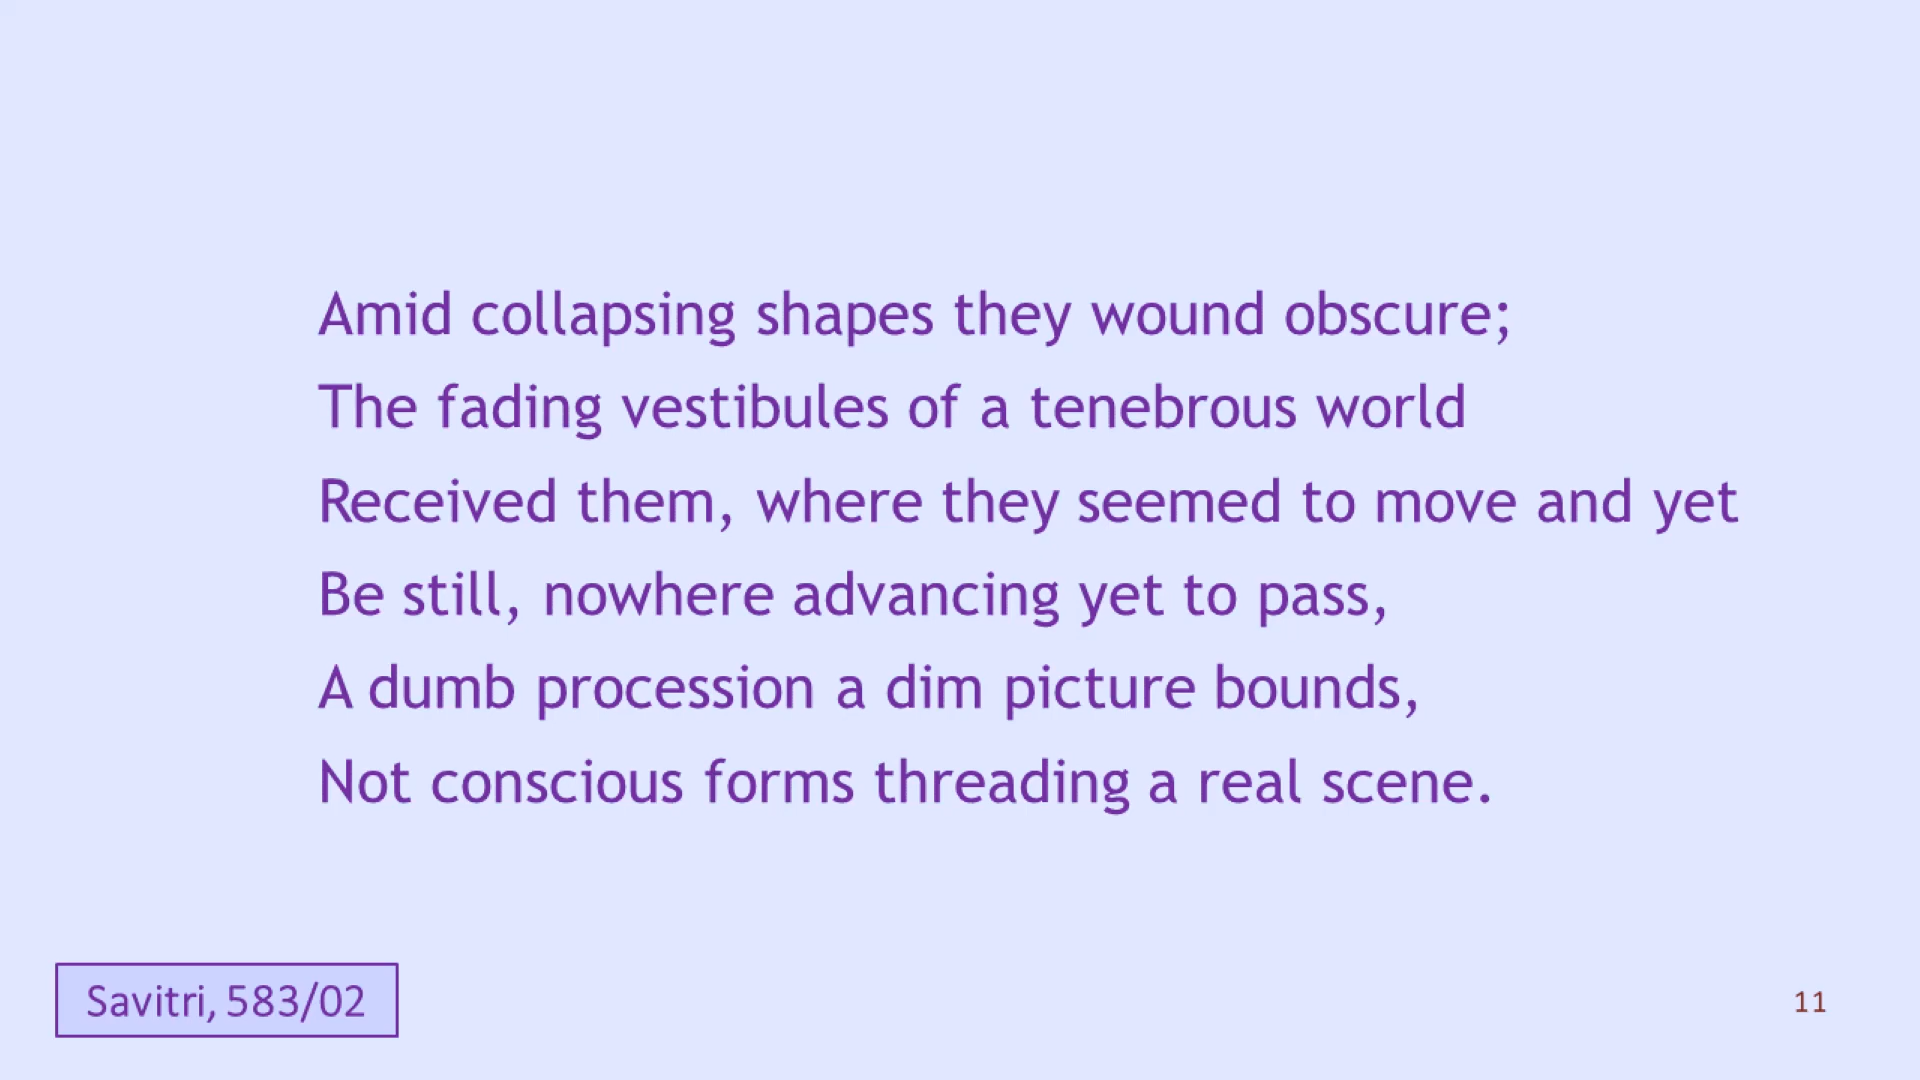 Amid collapsing shapes they wound obscure;
The fading vestibules of a tenebrous world
Received them, where they seemed to move and yet
Be still, nowhere advancing yet to pass,
A dumb procession a dim picture bounds,
Not conscious forms threading a real scene.
Savitri, 583/02
11